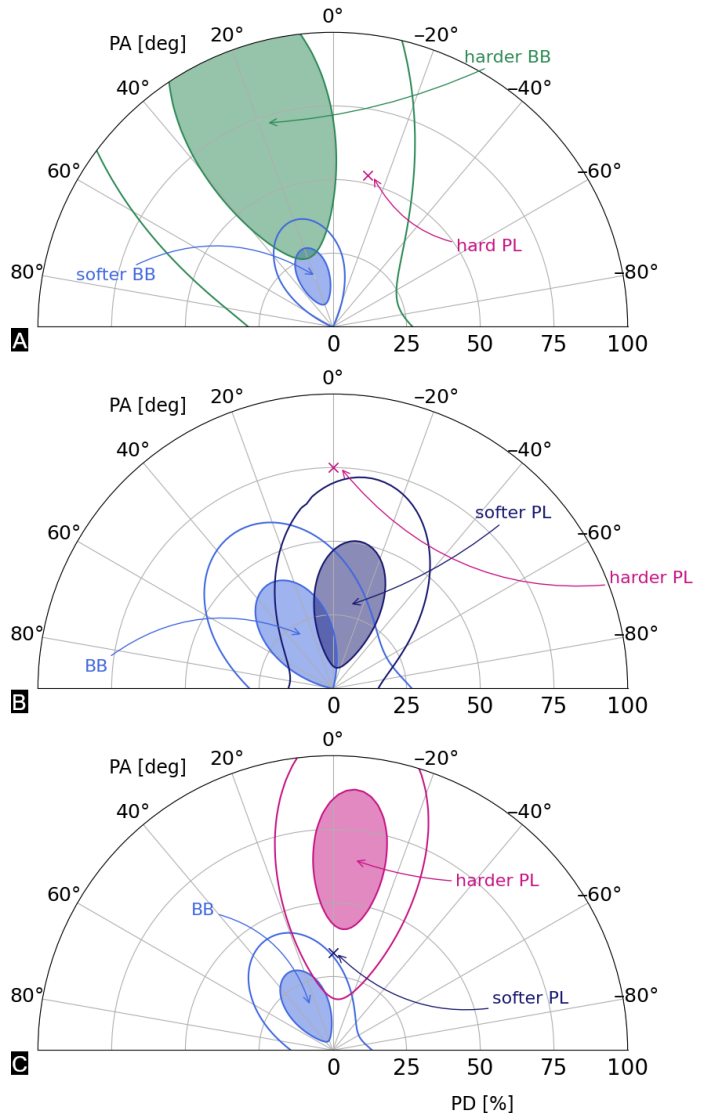 0°
PA [deg] 20° –20°
harder BB
40° –40°
60° –60°
hard PL
80° softer BB –80°
A 0 25 50 75 100
0°
PA [deg] 20° –20°
40° –40°
softer PL
60° –60°
harder PL
80° –80°
BB
B 0 25 50 75 100
0°
PA [deg] 20° –20°
40° –40°
harder PL
60° BB –60°
80° softer PL –80°
C 0 25 50 75 100
PD [%]